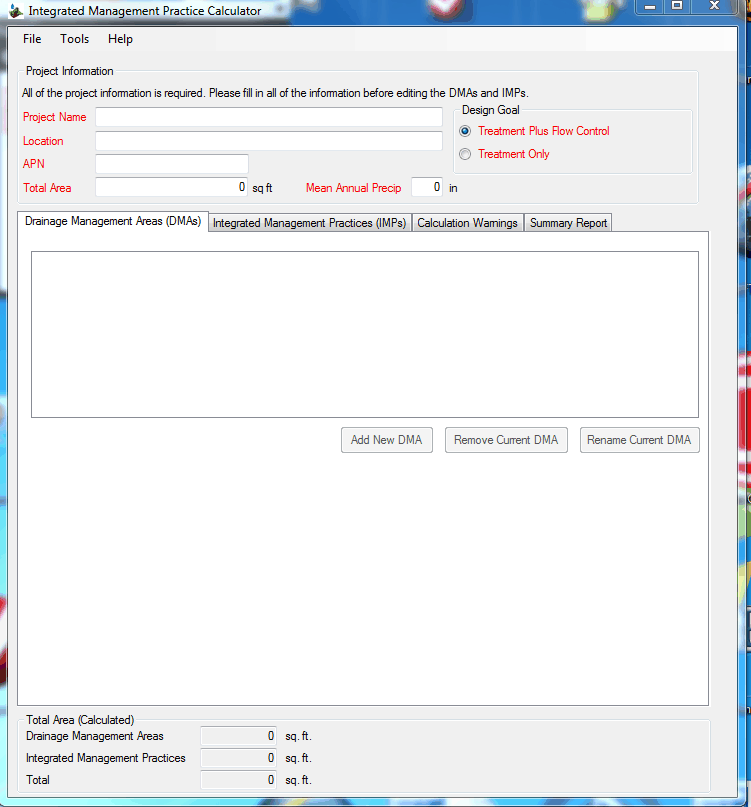 Integrated Management Practice Calculator
File Tools Help
Project Information
All of the project information is required. Please fill in all of the information before editing the DMAs and IMPs.
Project Name
Location
APN
Total Area 0 sq ft Mean Annual Precip 0 in
Design Goal
Treatment Plus Flow Control
Treatment Only
Drainage Management Areas (DMAs) Integrated Management Practices (IMPs) Calculation Warnings Summary Report
Add New DMA Remove Current DMA Rename Current DMA
Total Area (Calculated)
Drainage Management Areas 0 sq. ft.
Integrated Management Practices 0 sq. ft.
Total 0 sq. ft.